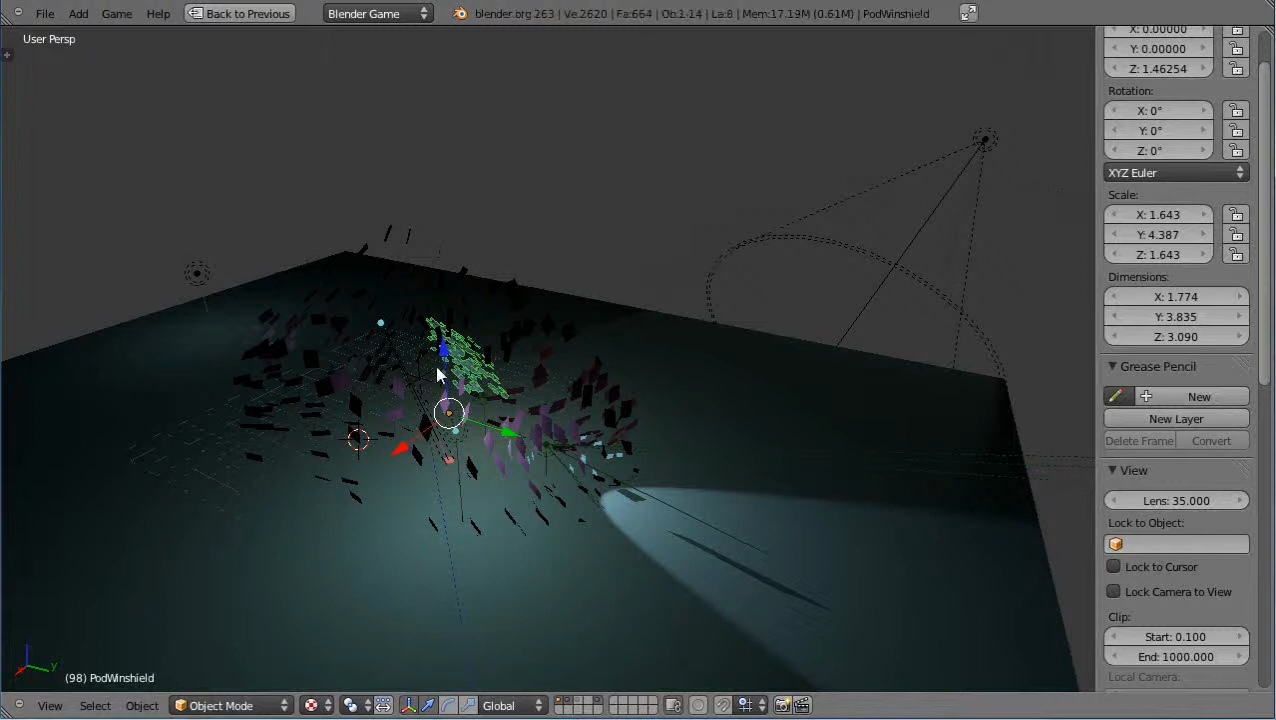 File Add Game Help Back to Previous Blender Game blender.org 263 | Ve:2620 | Fa:664 | Ob:1-14 | La:8 | Mem:17.19M (0.61M) | PodWinshield
User Persp
X: 0.00000
Y: 0.00000
Z: 1.46254
Rotation:
X: 0°
Y: 0°
Z: 0°
XYZ Euler
Scale:
X: 1.643
Y: 4.387
Z: 1.643
Dimensions:
X: 1.774
Y: 3.835
Z: 3.090
Grease Pencil
New
New Layer
Delete Frame Convert
View
Lens: 35.000
Lock to Object:
Lock to Cursor
Lock Camera to View
Clip:
Start: 0.100
End: 1000.000
Local Camera:
z
y
(98) PodWinshield
View Select Object Object Mode Global